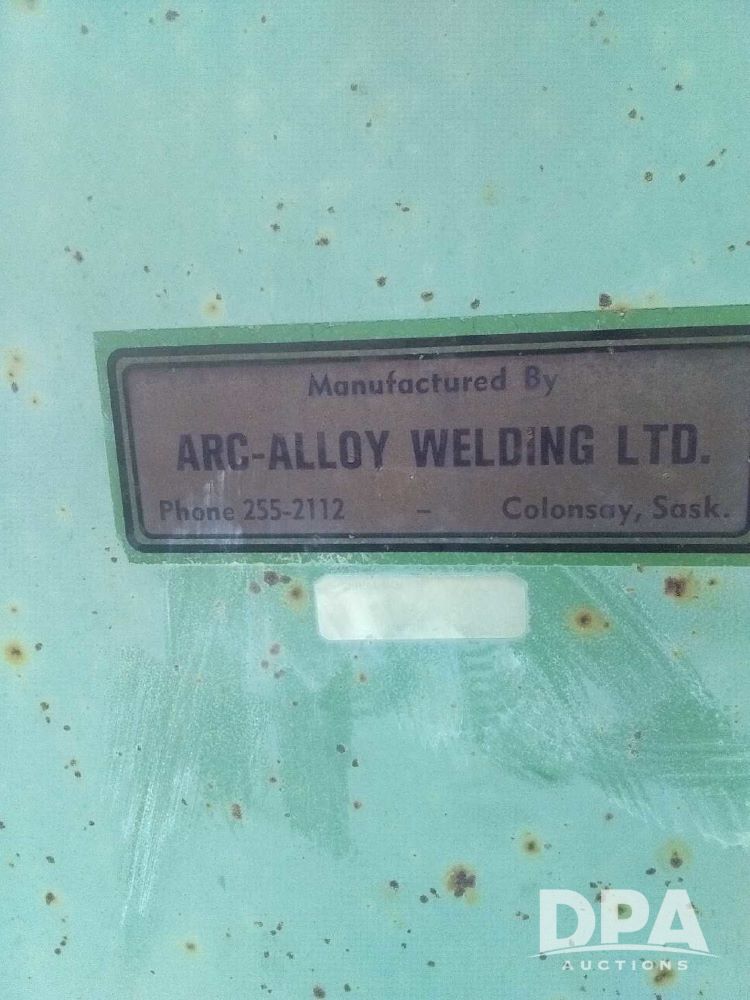 Manufactured By
ARC-ALLOY WELDING LTD.
Phone 255-2112 – Colonsay, Sask.
DPA
AUCTIONS